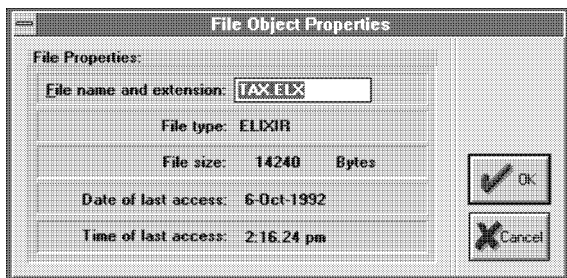 File Object Properties
File Properties:
File name and extension: TAX.ELX
File type: ELIXIR
File size: 14240 Bytes
Date of last access: 6-Oct-1992
Time of last access: 2:16.24 pm
OK
Cancel